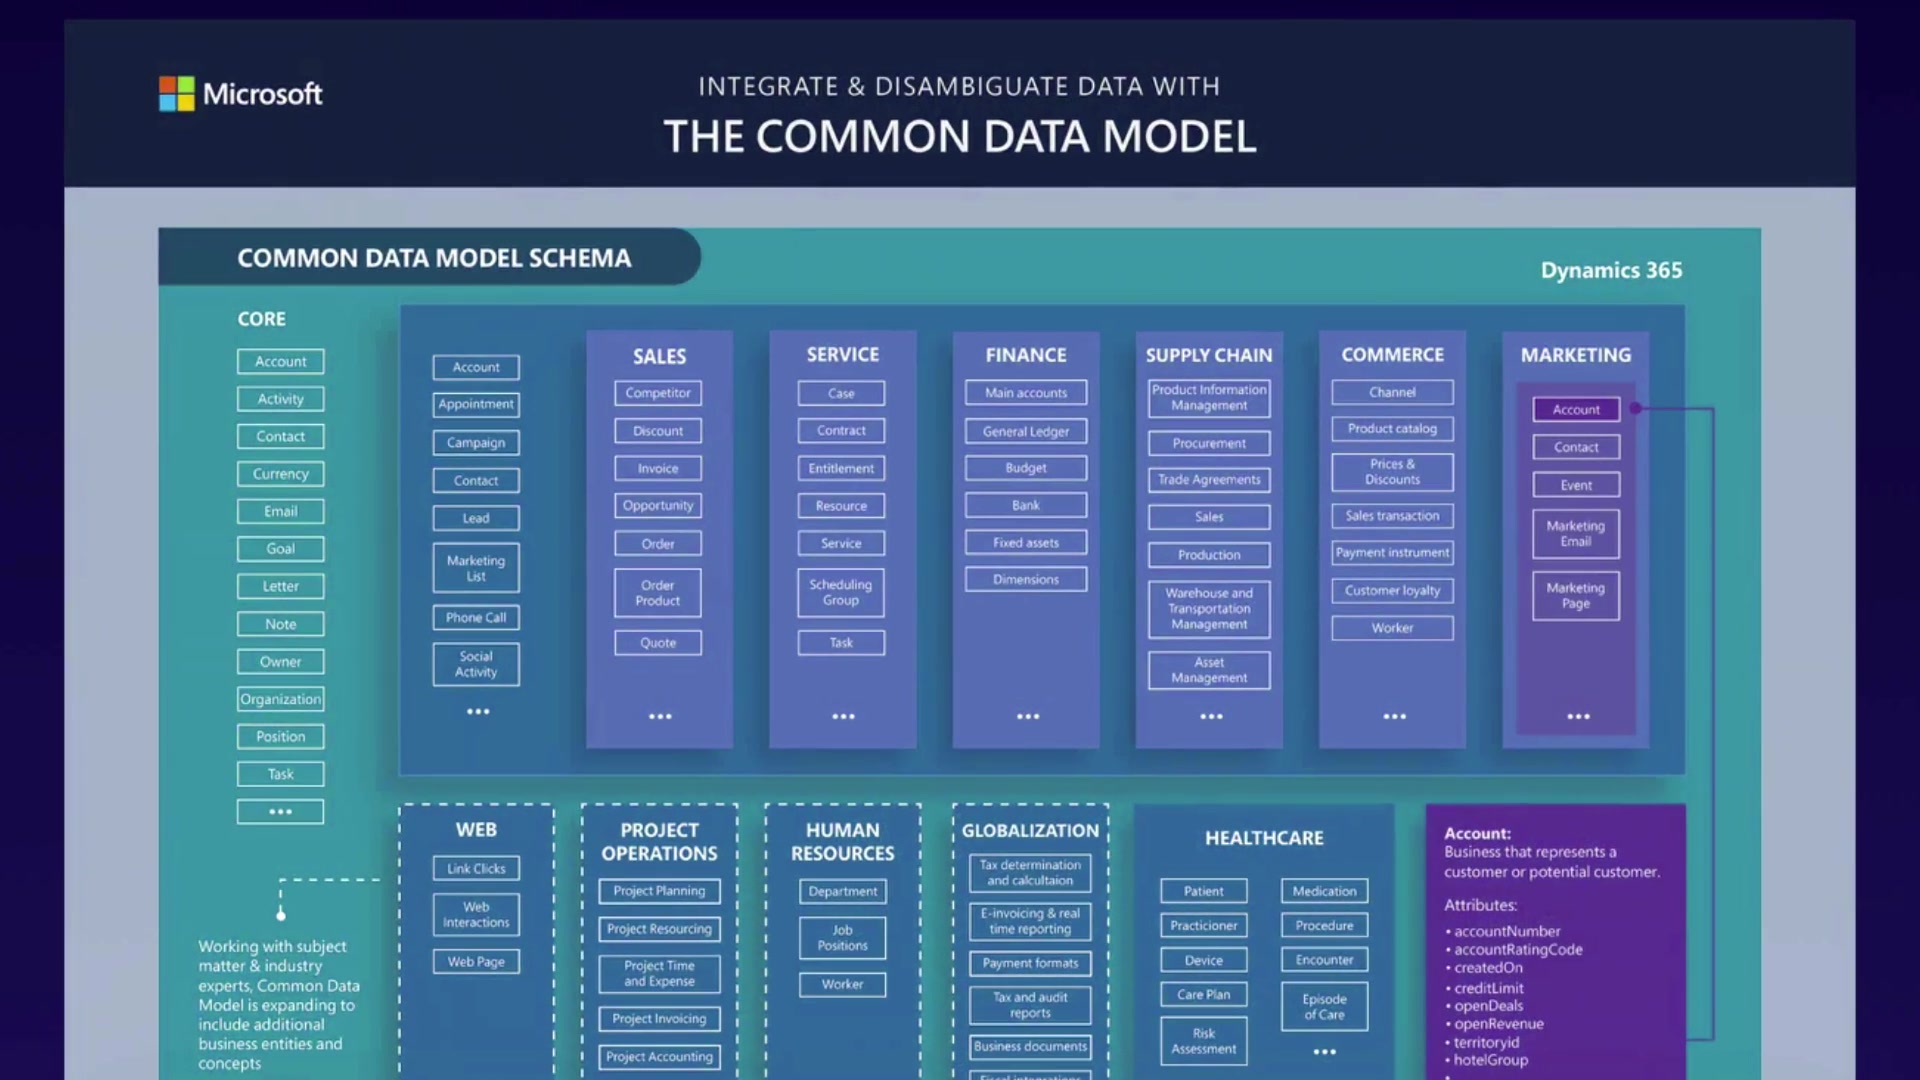 Microsoft
INTEGRATE & DISAMBIGUATE DATA WITH
THE COMMON DATA MODEL
COMMON DATA MODEL SCHEMA
Dynamics 365
CORE
Account
Activity
Contact
Currency
Email
Goal
Letter
Note
Owner
Organization
Position
Task
•••
Account
Appointment
Campaign
Contact
Lead
Marketing
List
Phone Call
Social
Activity
•••
SALES
Competitor
Discount
Invoice
Opportunity
Order
Order
Product
Quote
•••
SERVICE
Case
Contract
Entitlement
Resource
Service
Scheduling
Group
Task
•••
FINANCE
Main accounts
General Ledger
Budget
Bank
Fixed assets
Dimensions
•••
SUPPLY CHAIN
Product Information
Management
Procurement
Trade Agreements
Sales
Production
Warehouse and
Transportation
Management
Asset
Management
•••
COMMERCE
Channel
Product catalog
Prices &
Discounts
Sales transaction
Payment instrument
Customer loyalty
Worker
•••
MARKETING
Account
Contact
Event
Marketing
Email
Marketing
Page
•••
Working with subject
matter & industry
experts, Common Data
Model is expanding to
include additional
business entities and
concepts
WEB
Link Clicks
Web
Interactions
Web Page
PROJECT
OPERATIONS
Project Planning
Project Resourcing
Project Time
and Expense
Project Invoicing
Project Accounting
HUMAN
RESOURCES
Department
Job
Positions
Worker
GLOBALIZATION
Tax determination
and calcultaion
E-invoicing & real
time reporting
Payment formats
Tax and audit
reports
Business documents
Fiscal integrations
HEALTHCARE
Patient
Practitioner
Device
Care Plan
Risk
Assessment
Medication
Procedure
Encounter
Episode
of Care
•••
Account:
Business that represents a
customer or potential customer.
Attributes:
• accountNumber
• accountRatingCode
• createdOn
• creditLimit
• openDeals
• openRevenue
• territoryid
• hotelGroup